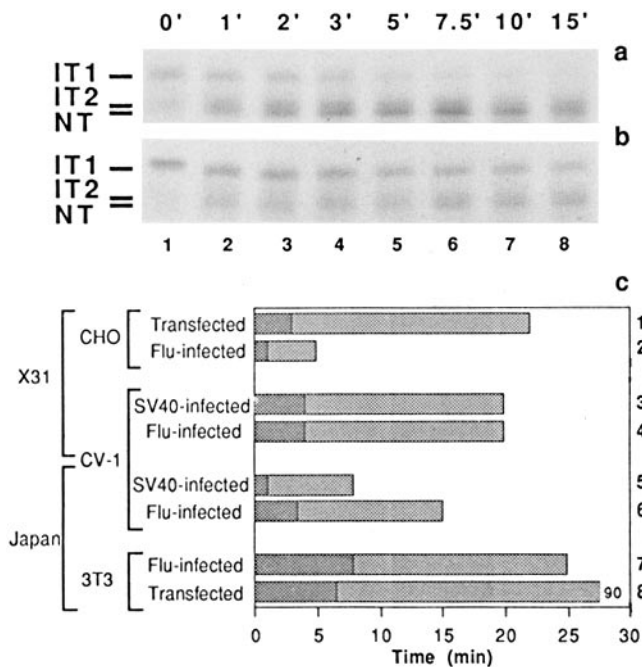 0' 1' 2' 3' 5' 7.5' 10' 15'
a
IT1
IT2
NT
b
IT1
IT2
NT
1 2 3 4 5 6 7 8
c
X31
CHO
Transfected 1
Flu-infected 2
CV-1
SV40-infected 3
Flu-infected 4
Japan
SV40-infected 5
Flu-infected 6
3T3
Flu-infected 7
Transfected 90 8
0 5 10 15 20 25 30
Time (min)